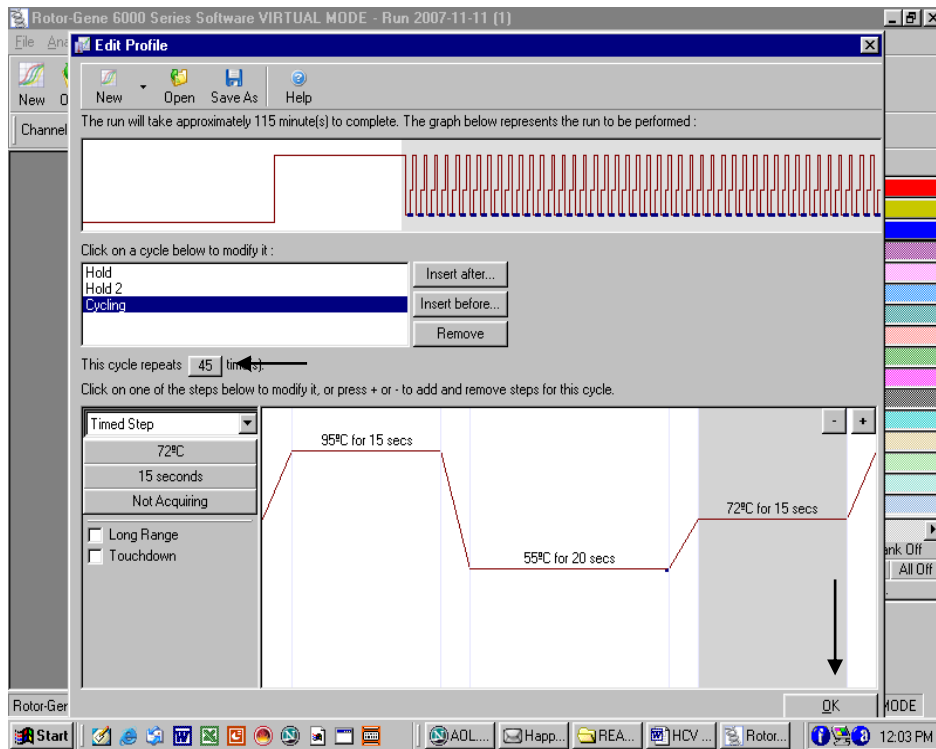 Rotor-Gene 6000 Series Software VIRTUAL MODE - Run 2007-11-11 (1)
File Ana
Edit Profile
New
New Open Save As Help
Channel
The run will take approximately 115 minute(s) to complete. The graph below represents the run to be performed :
Click on a cycle below to modify it :
Hold
Hold 2
Cycling
Insert after...
Insert before...
Remove
This cycle repeats 45 time(s).
Click on one of the steps below to modify it, or press + or - to add and remove steps for this cycle.
Timed Step
72ºC
15 seconds
Not Acquiring
Long Range
Touchdown
95ºC for 15 secs
55ºC for 20 secs
72ºC for 15 secs
- +
ank Off
All Off
OK
Rotor-Ger
MODE
Start AOL... Happ... REA... HCV ... Rotor... 12:03 PM